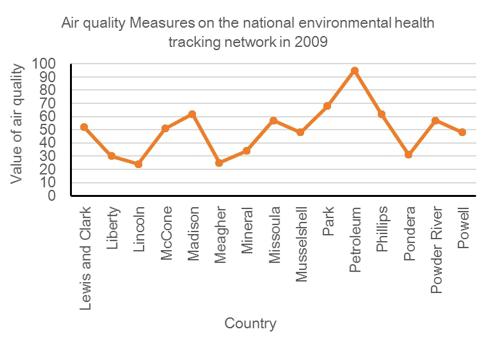 Air quality Measures on the national environmental health
tracking network in 2009
Value of air quality
100
90
80
70
60
50
40
30
20
10
0
Lewis and Clark
Liberty
Lincoln
McCone
Madison
Meagher
Mineral
Missoula
Musselshell
Park
Petroleum
Phillips
Pondera
Powder River
Powell
Country